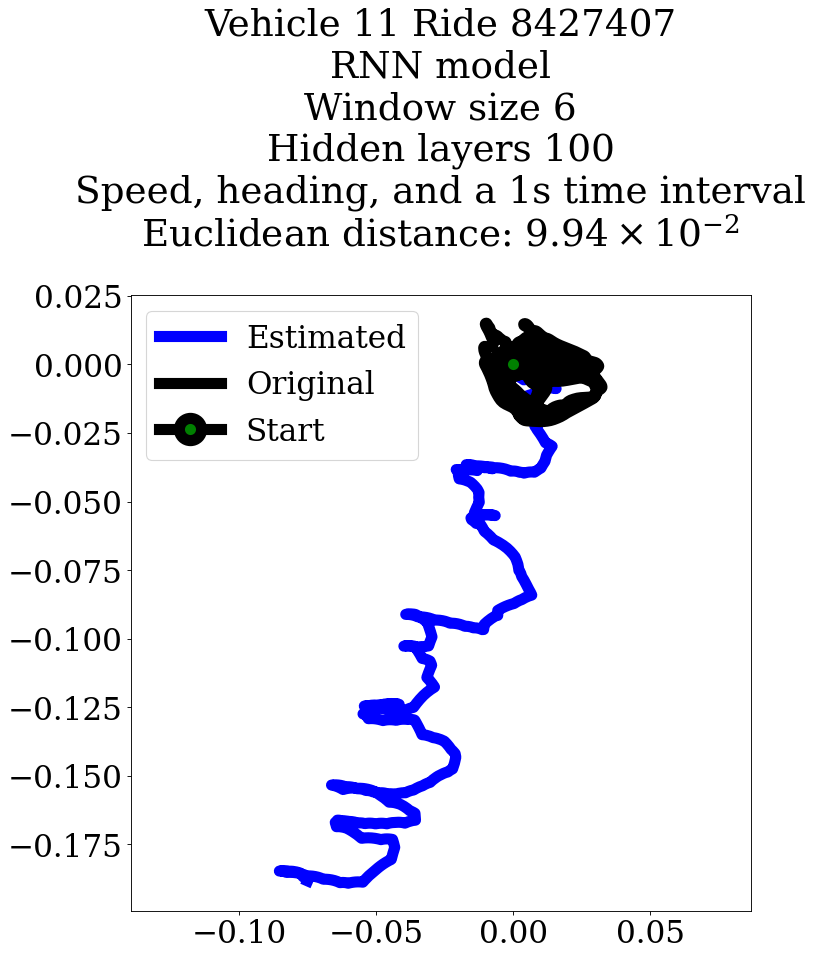 Vehicle 11 Ride 8427407
RNN model
Window size 6
Hidden layers 100
Speed, heading, and a 1s time interval
Euclidean distance: 9.94 × 10⁻²
Estimated
Original
Start
0.025
0.000
−0.025
−0.050
−0.075
−0.100
−0.125
−0.150
−0.175
−0.10 −0.05 0.00 0.05